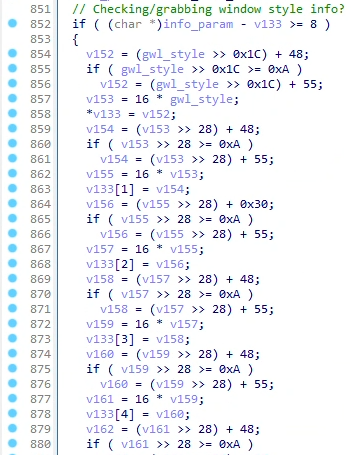 851 // Checking/grabbing window style info?
852 if ( (char *)info_param - v133 >= 8 )
853 {
854 v152 = (gwl_style >> 0x1C) + 48;
855 if ( gwl_style >> 0x1C >= 0xA )
856 v152 = (gwl_style >> 0x1C) + 55;
857 v153 = 16 * gwl_style;
858 *v133 = v152;
859 v154 = (v153 >> 28) + 48;
860 if ( v153 >> 28 >= 0xA )
861 v154 = (v153 >> 28) + 55;
862 v155 = 16 * v153;
863 v133[1] = v154;
864 v156 = (v155 >> 28) + 0x30;
865 if ( v155 >> 28 >= 0xA )
866 v156 = (v155 >> 28) + 55;
867 v157 = 16 * v155;
868 v133[2] = v156;
869 v158 = (v157 >> 28) + 48;
870 if ( v157 >> 28 >= 0xA )
871 v158 = (v157 >> 28) + 55;
872 v159 = 16 * v157;
873 v133[3] = v158;
874 v160 = (v159 >> 28) + 48;
875 if ( v159 >> 28 >= 0xA )
876 v160 = (v159 >> 28) + 55;
877 v161 = 16 * v159;
878 v133[4] = v160;
879 v162 = (v161 >> 28) + 48;
880 if ( v161 >> 28 >= 0xA )